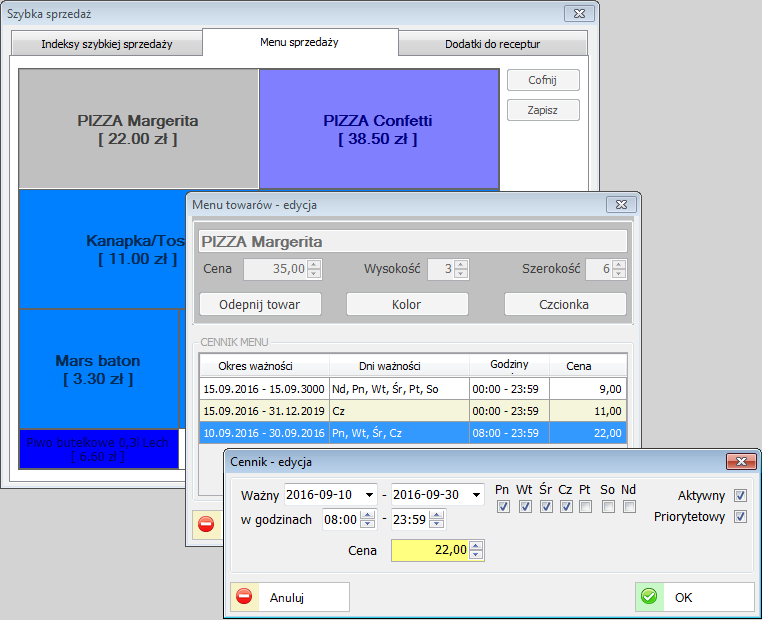 Szybka sprzedaż
Indeksy szybkiej sprzedaży
Menu sprzedaży
Dodatki do receptur
PIZZA Margerita
[ 22.00 zł ]
PIZZA Confetti
[ 38.50 zł ]
Cofnij
Zapisz
Kanapka/Tos
[ 11.00 zł ]
Mars baton
[ 3.30 zł ]
Piwo butelkowe 0,3l Lech
[ 6.60 zł ]
Menu towarów - edycja
PIZZA Margerita
Cena 35,00 Wysokość 3 Szerokość 6
Odepnij towar Kolor Czcionka
CENNIK MENU
Okres ważności Dni ważności Godziny Cena
15.09.2016 - 15.09.3000 Nd, Pn, Wt, Śr, Pt, So 00:00 - 23:59 9,00
15.09.2016 - 31.12.2019 Cz 00:00 - 23:59 11,00
10.09.2016 - 30.09.2016 Pn, Wt, Śr, Cz 08:00 - 23:59 22,00
Cennik - edycja
Pn Wt Śr Cz Pt So Nd
Ważny 2016-09-10 - 2016-09-30 Aktywny
w godzinach 08:00 - 23:59 Priorytetowy
Cena 22,00
Anuluj OK